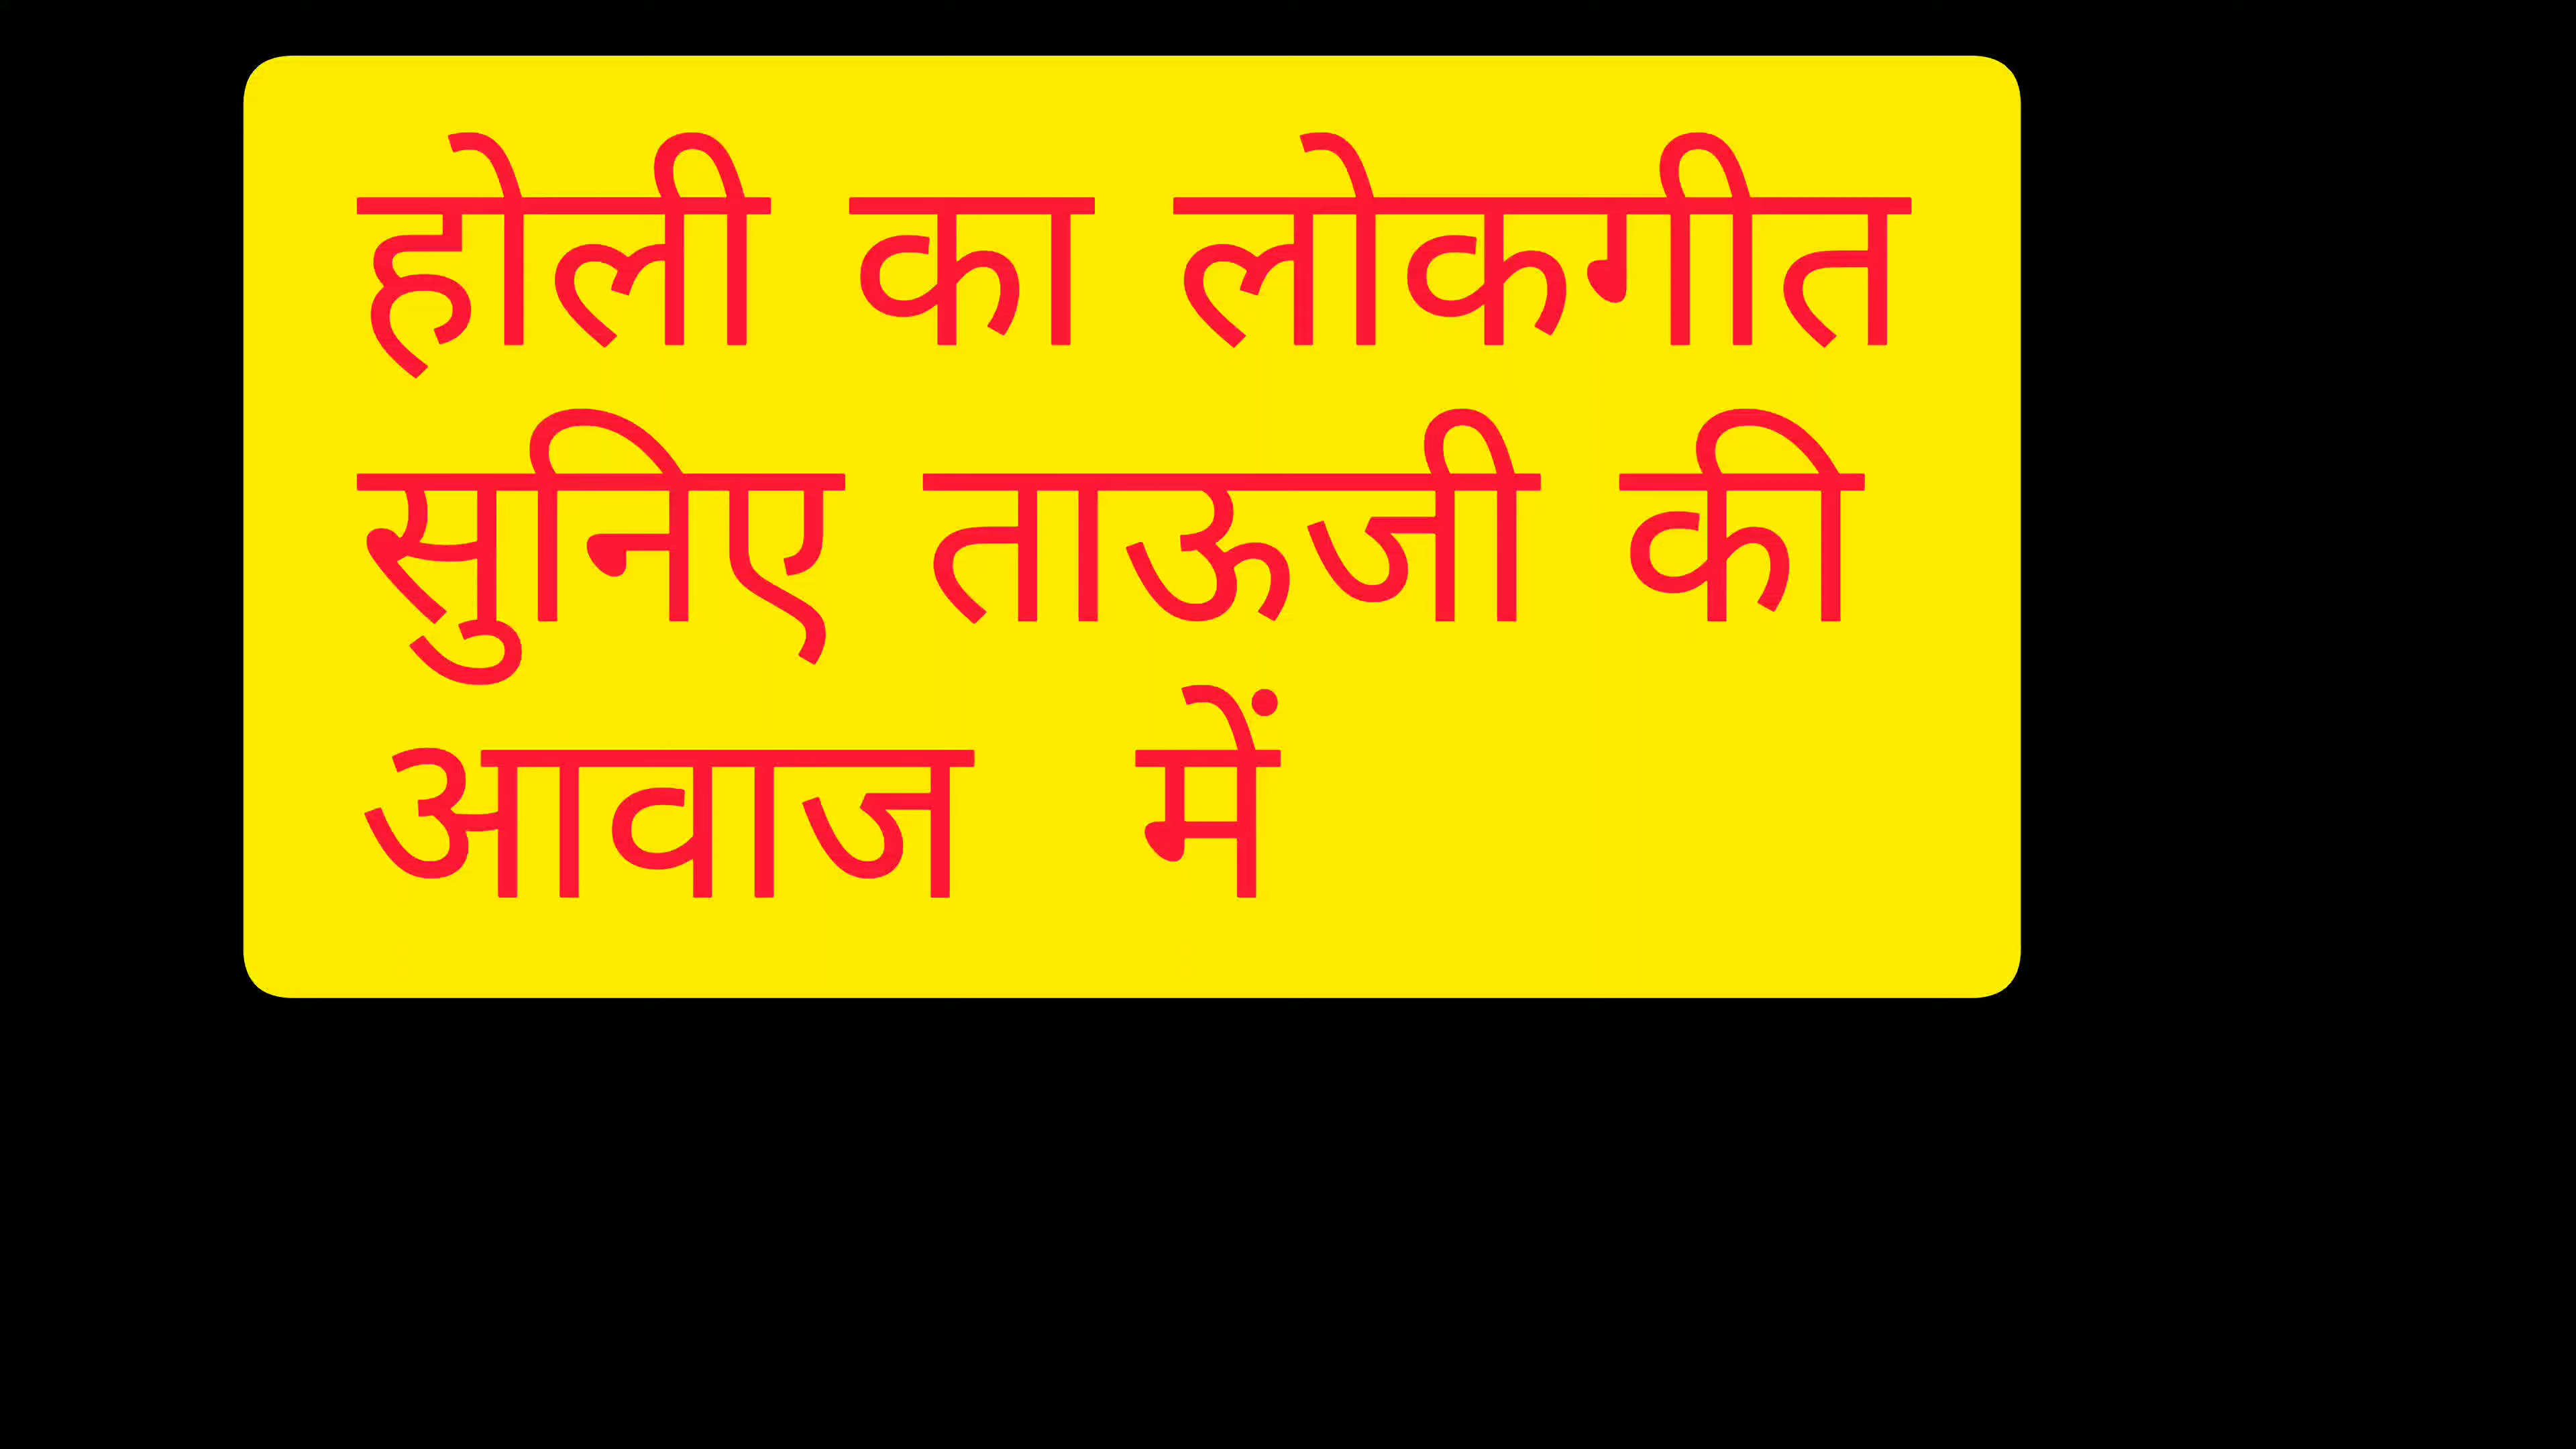 होली का लोकगीत
सुनिए ताऊजी की
आवाज में